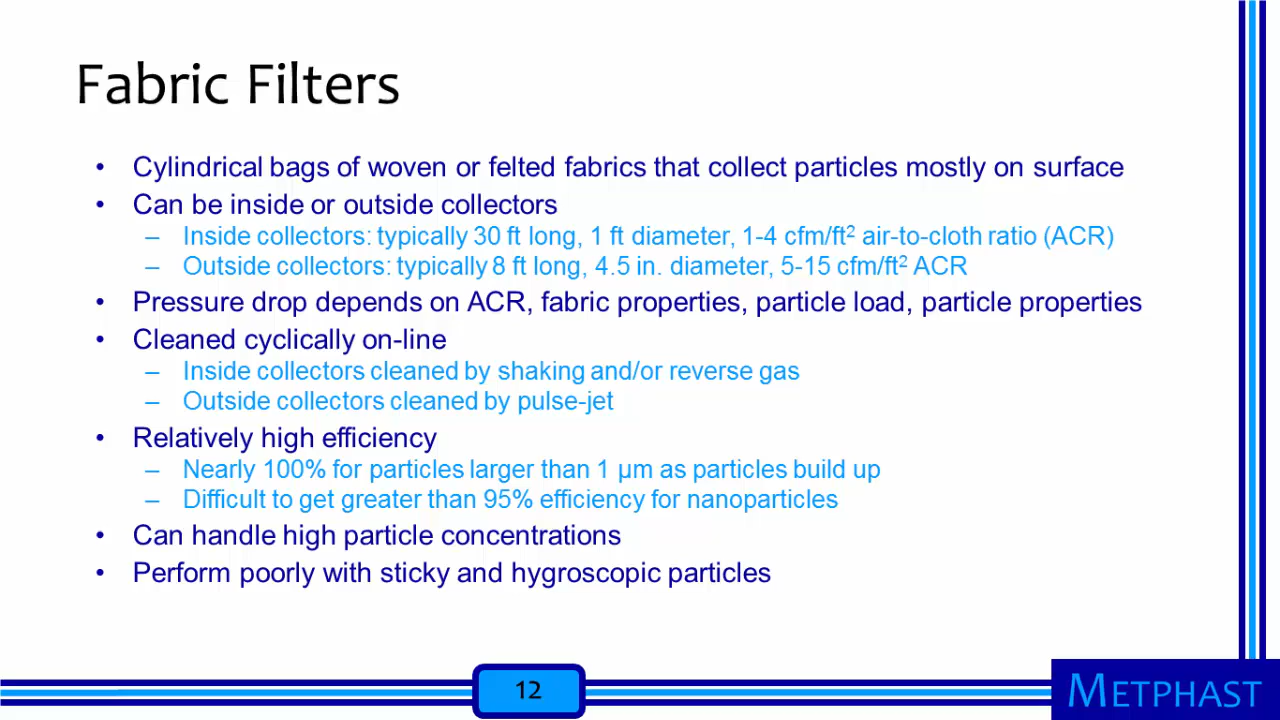 Fabric Filters
• Cylindrical bags of woven or felted fabrics that collect particles mostly on surface
• Can be inside or outside collectors
– Inside collectors: typically 30 ft long, 1 ft diameter, 1-4 cfm/ft² air-to-cloth ratio (ACR)
– Outside collectors: typically 8 ft long, 4.5 in. diameter, 5-15 cfm/ft² ACR
• Pressure drop depends on ACR, fabric properties, particle load, particle properties
• Cleaned cyclically on-line
– Inside collectors cleaned by shaking and/or reverse gas
– Outside collectors cleaned by pulse-jet
• Relatively high efficiency
– Nearly 100% for particles larger than 1 µm as particles build up
– Difficult to get greater than 95% efficiency for nanoparticles
• Can handle high particle concentrations
• Perform poorly with sticky and hygroscopic particles
12
METPHAST